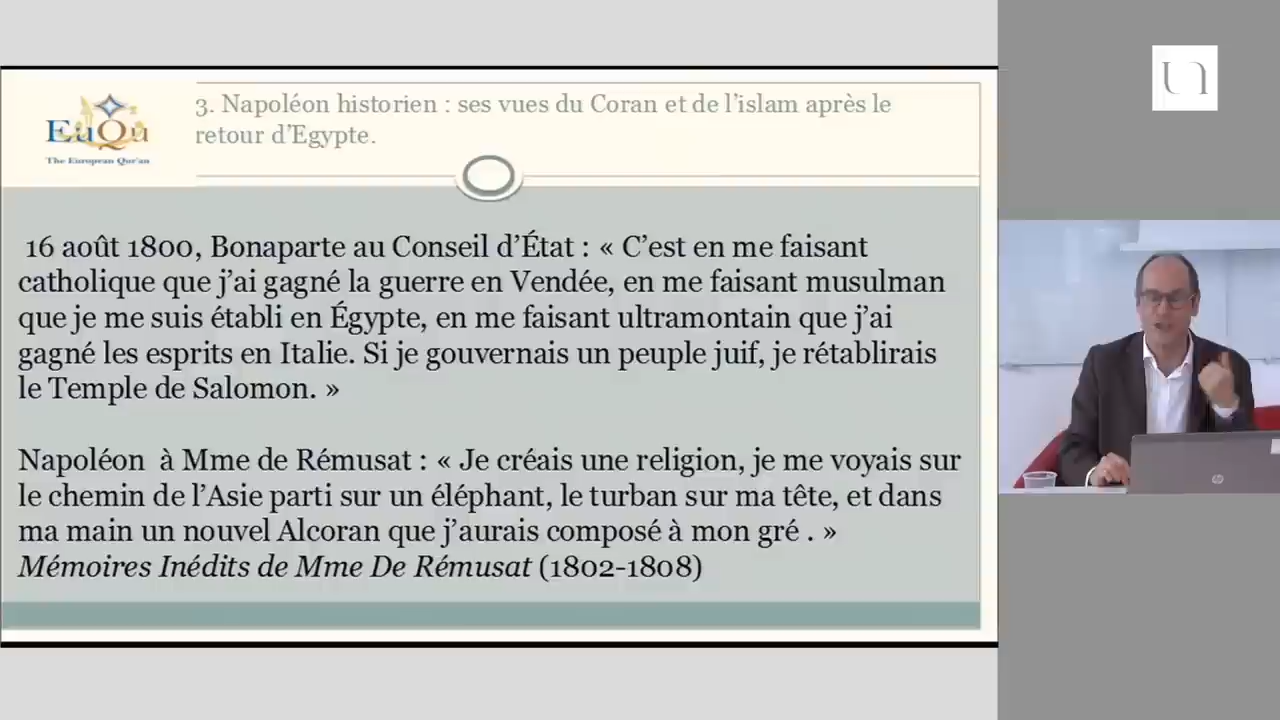 3. Napoléon historien : ses vues du Coran et de l’islam après le
retour d’Egypte.
EuQu
The European Qur'an
16 août 1800, Bonaparte au Conseil d’État : « C’est en me faisant
catholique que j’ai gagné la guerre en Vendée, en me faisant musulman
que je me suis établi en Égypte, en me faisant ultramontain que j’ai
gagné les esprits en Italie. Si je gouvernais un peuple juif, je rétablirais
le Temple de Salomon. »
Napoléon à Mme de Rémusat : « Je créais une religion, je me voyais sur
le chemin de l’Asie parti sur un éléphant, le turban sur ma tête, et dans
ma main un nouvel Alcoran que j’aurais composé à mon gré . »
Mémoires Inédits de Mme De Rémusat (1802-1808)
hp